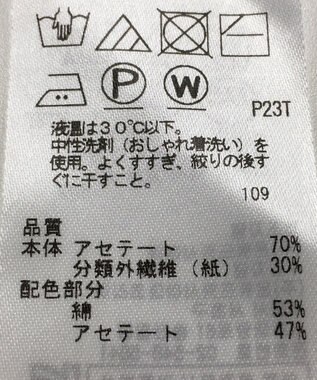 P W
P23T
液温は30℃以下。
中性洗剤(おしゃれ着洗い)を
使用。よくすすぎ、絞りの後す
ぐに干すこと。
109
品質
本体 アセテート 70%
分類外繊維(紙) 30%
配色部分
綿 53%
アセテート 47%